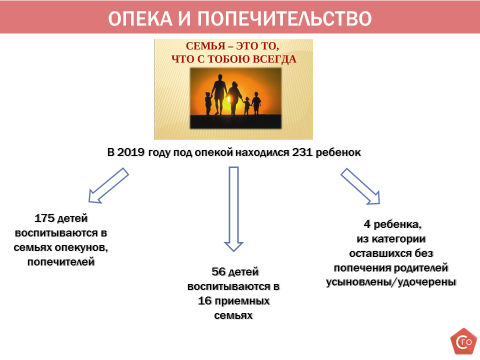 ОПЕКА И ПОПЕЧИТЕЛЬСТВО
СЕМЬЯ – ЭТО ТО,
ЧТО С ТОБОЮ ВСЕГДА
В 2019 году под опекой находился 231 ребенок
175 детей
воспитываются в
семьях опекунов,
попечителей
56 детей
воспитываются в
16 приемных
семьях
4 ребенка,
из категории
оставшихся без
попечения родителей
усыновлены/удочерены
СГО